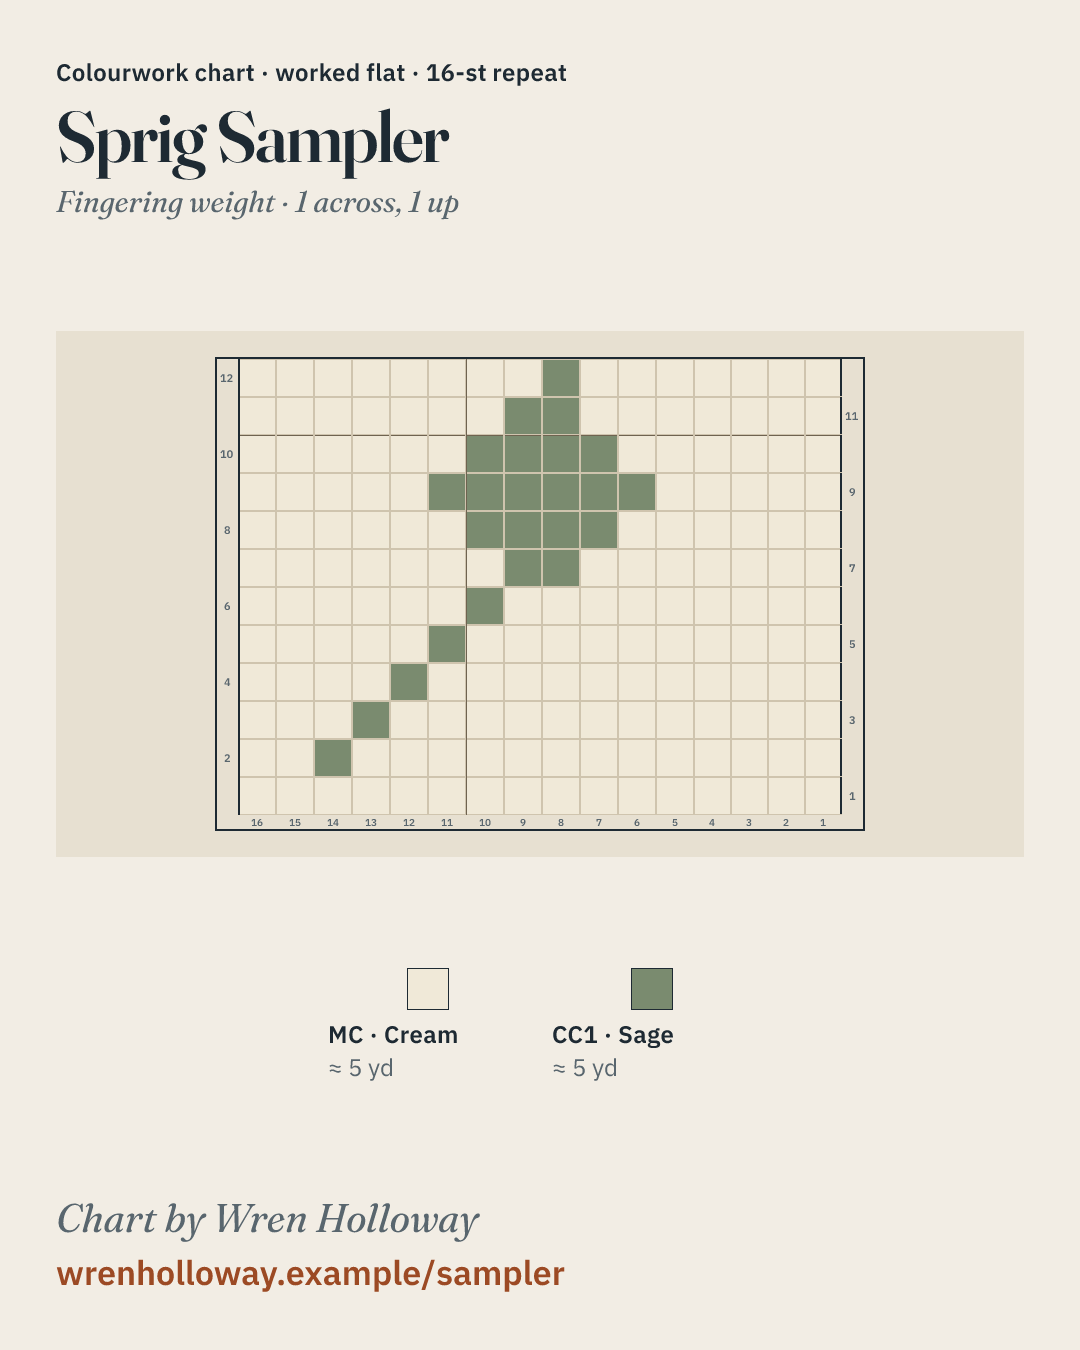 Colourwork chart · worked flat · 16-st repeat
Sprig Sampler
Fingering weight · 1 across, 1 up
12
11
10
9
8
7
6
5
4
3
2
1
16 15 14 13 12 11 10 9 8 7 6 5 4 3 2 1
MC · Cream
≈ 5 yd
CC1 · Sage
≈ 5 yd
Chart by Wren Holloway
wrenholloway.example/sampler